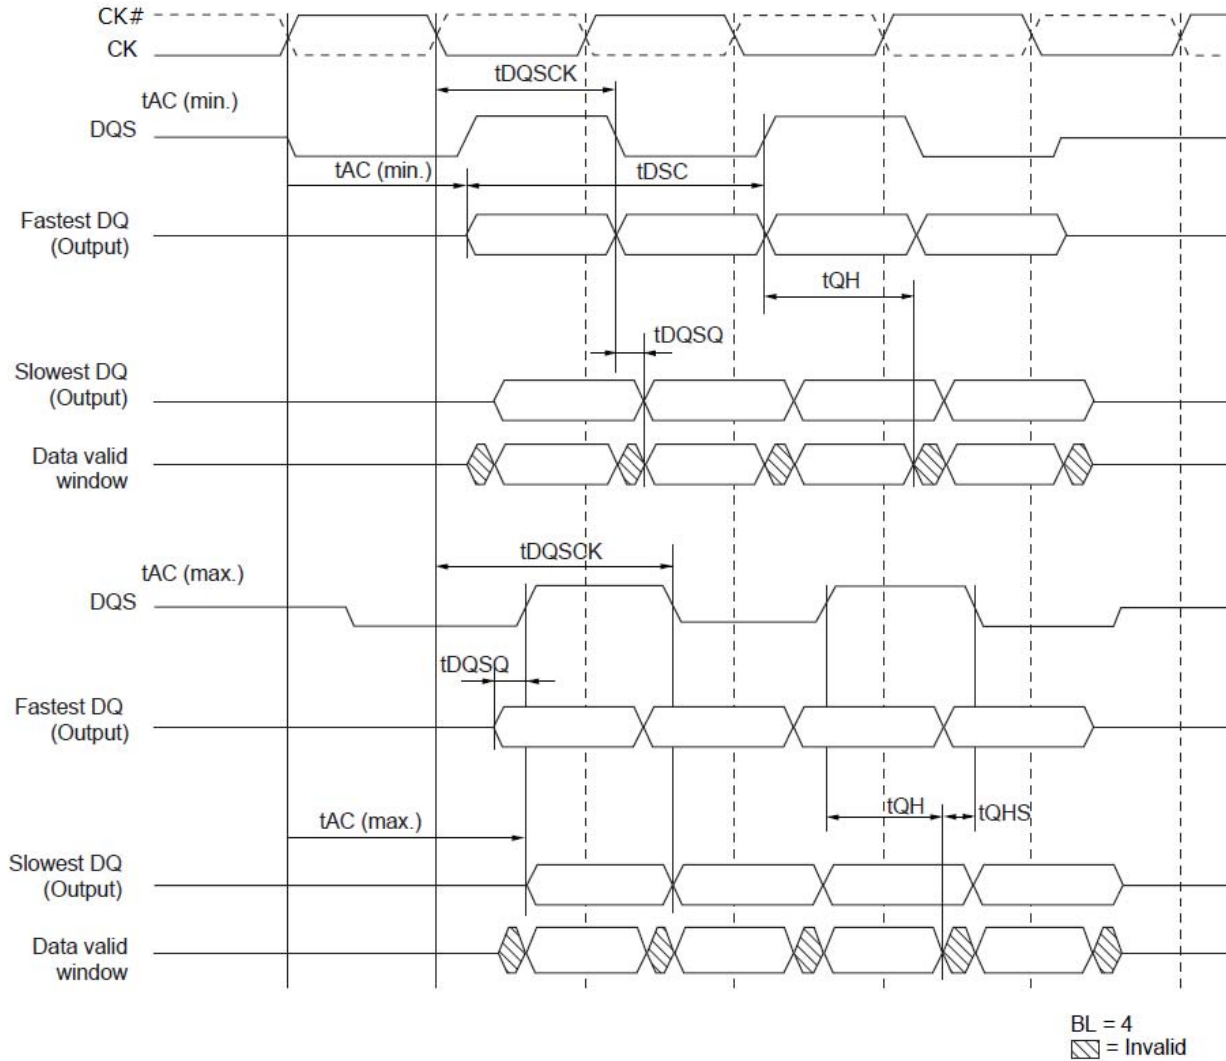 CK#
CK
tDQSCK
tAC (min.)
DQS
tAC (min.)
tDSC
Fastest DQ
(Output)
tQH
tDQSQ
Slowest DQ
(Output)
Data valid
window
tDQSCK
tAC (max.)
DQS
tDQSQ
Fastest DQ
(Output)
tQH
tQHS
tAC (max.)
Slowest DQ
(Output)
Data valid
window
BL = 4
= Invalid